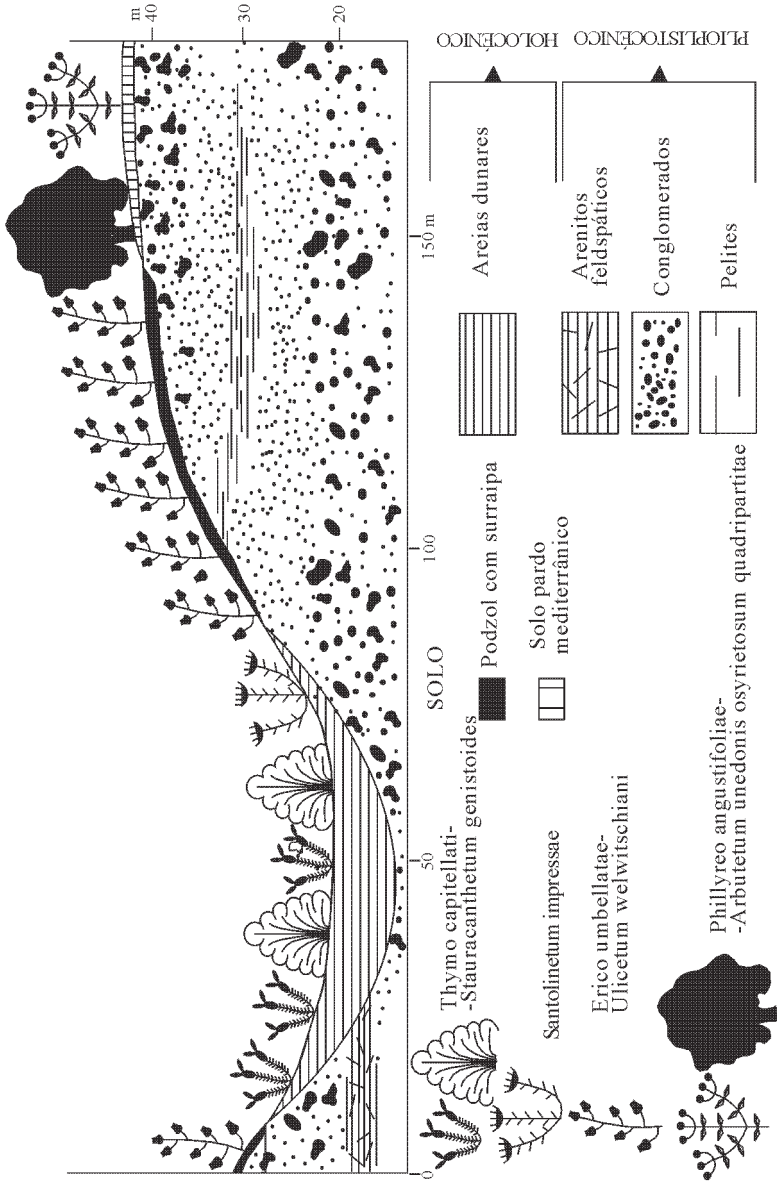 m
40
30
20
0
50
100
150 m
SOLO
Thymo capitellati-
-Stauracanthetum genistoides
Santolinetum impressae
Erico umbellatae-
Ulicetum welwitschiani
Phillyreo angustifoliae-
-Arbutetum unedonis osyrietosum quadripartitae
Podzol com surraipa
Solo pardo
mediterrânico
Areias dunares
Arenitos
feldspáticos
Conglomerados
Pelites
HOLOCÉNICO
PLIOPLISTOCÉNICO